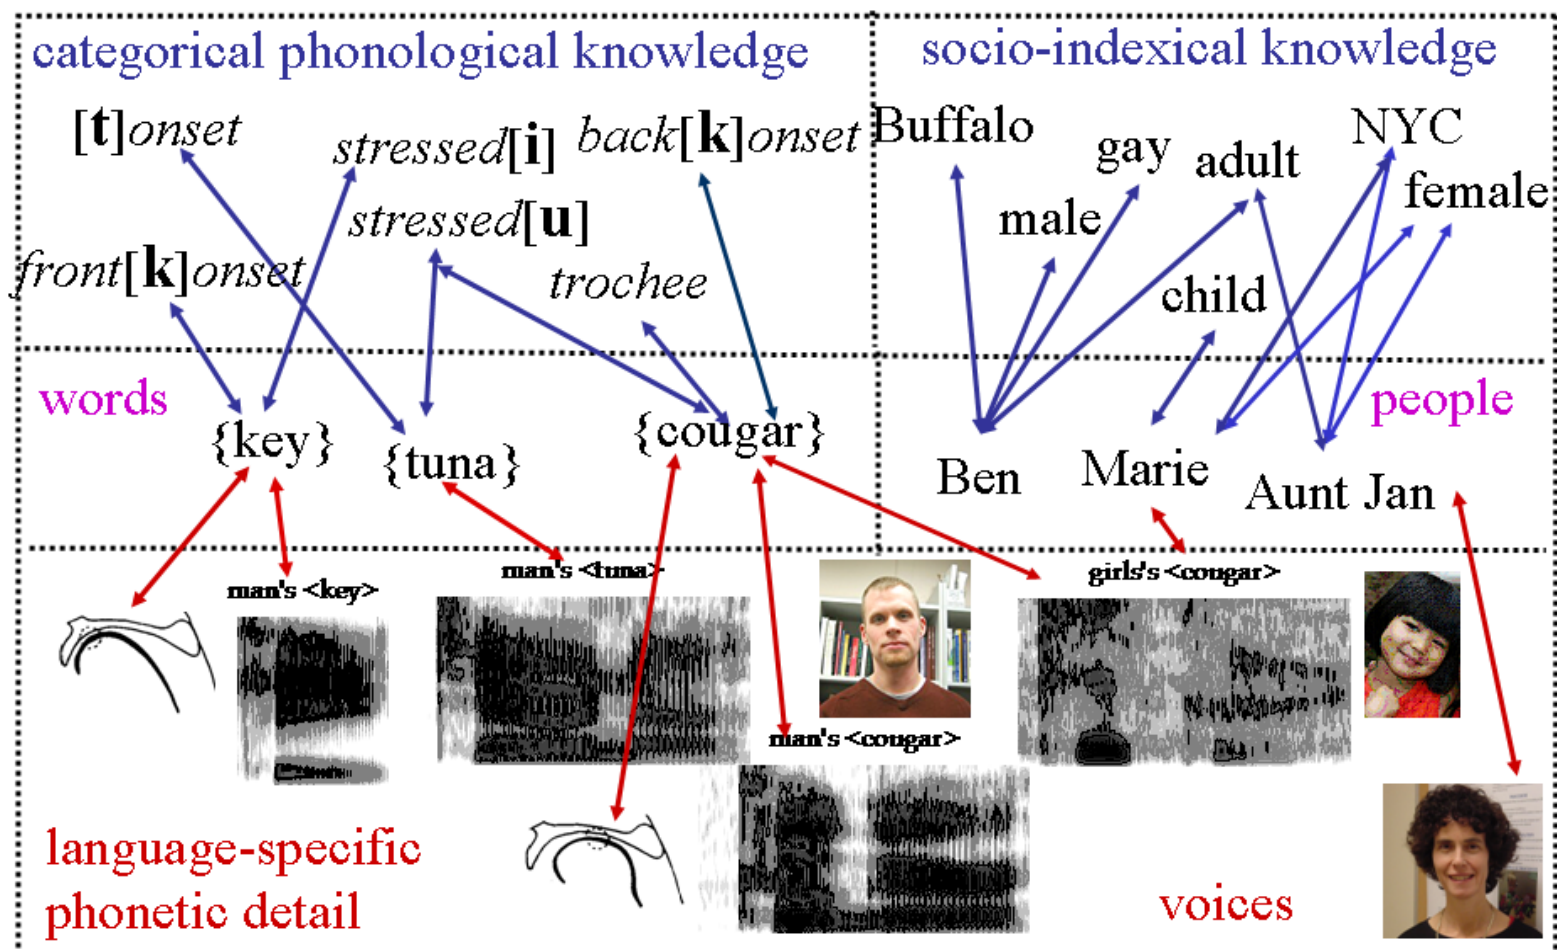 categorical phonological knowledge
socio-indexical knowledge
[t]onset
stressed[i]
back[k]onset
Buffalo
gay
adult
NYC
stressed[u]
male
female
front[k]onset
trochee
child
words
people
{key}
{tuna}
{cougar}
Ben
Marie
Aunt Jan
man's <key>
man's <tuna>
girls's <cougar>
man's <cougar>
language-specific
phonetic detail
voices